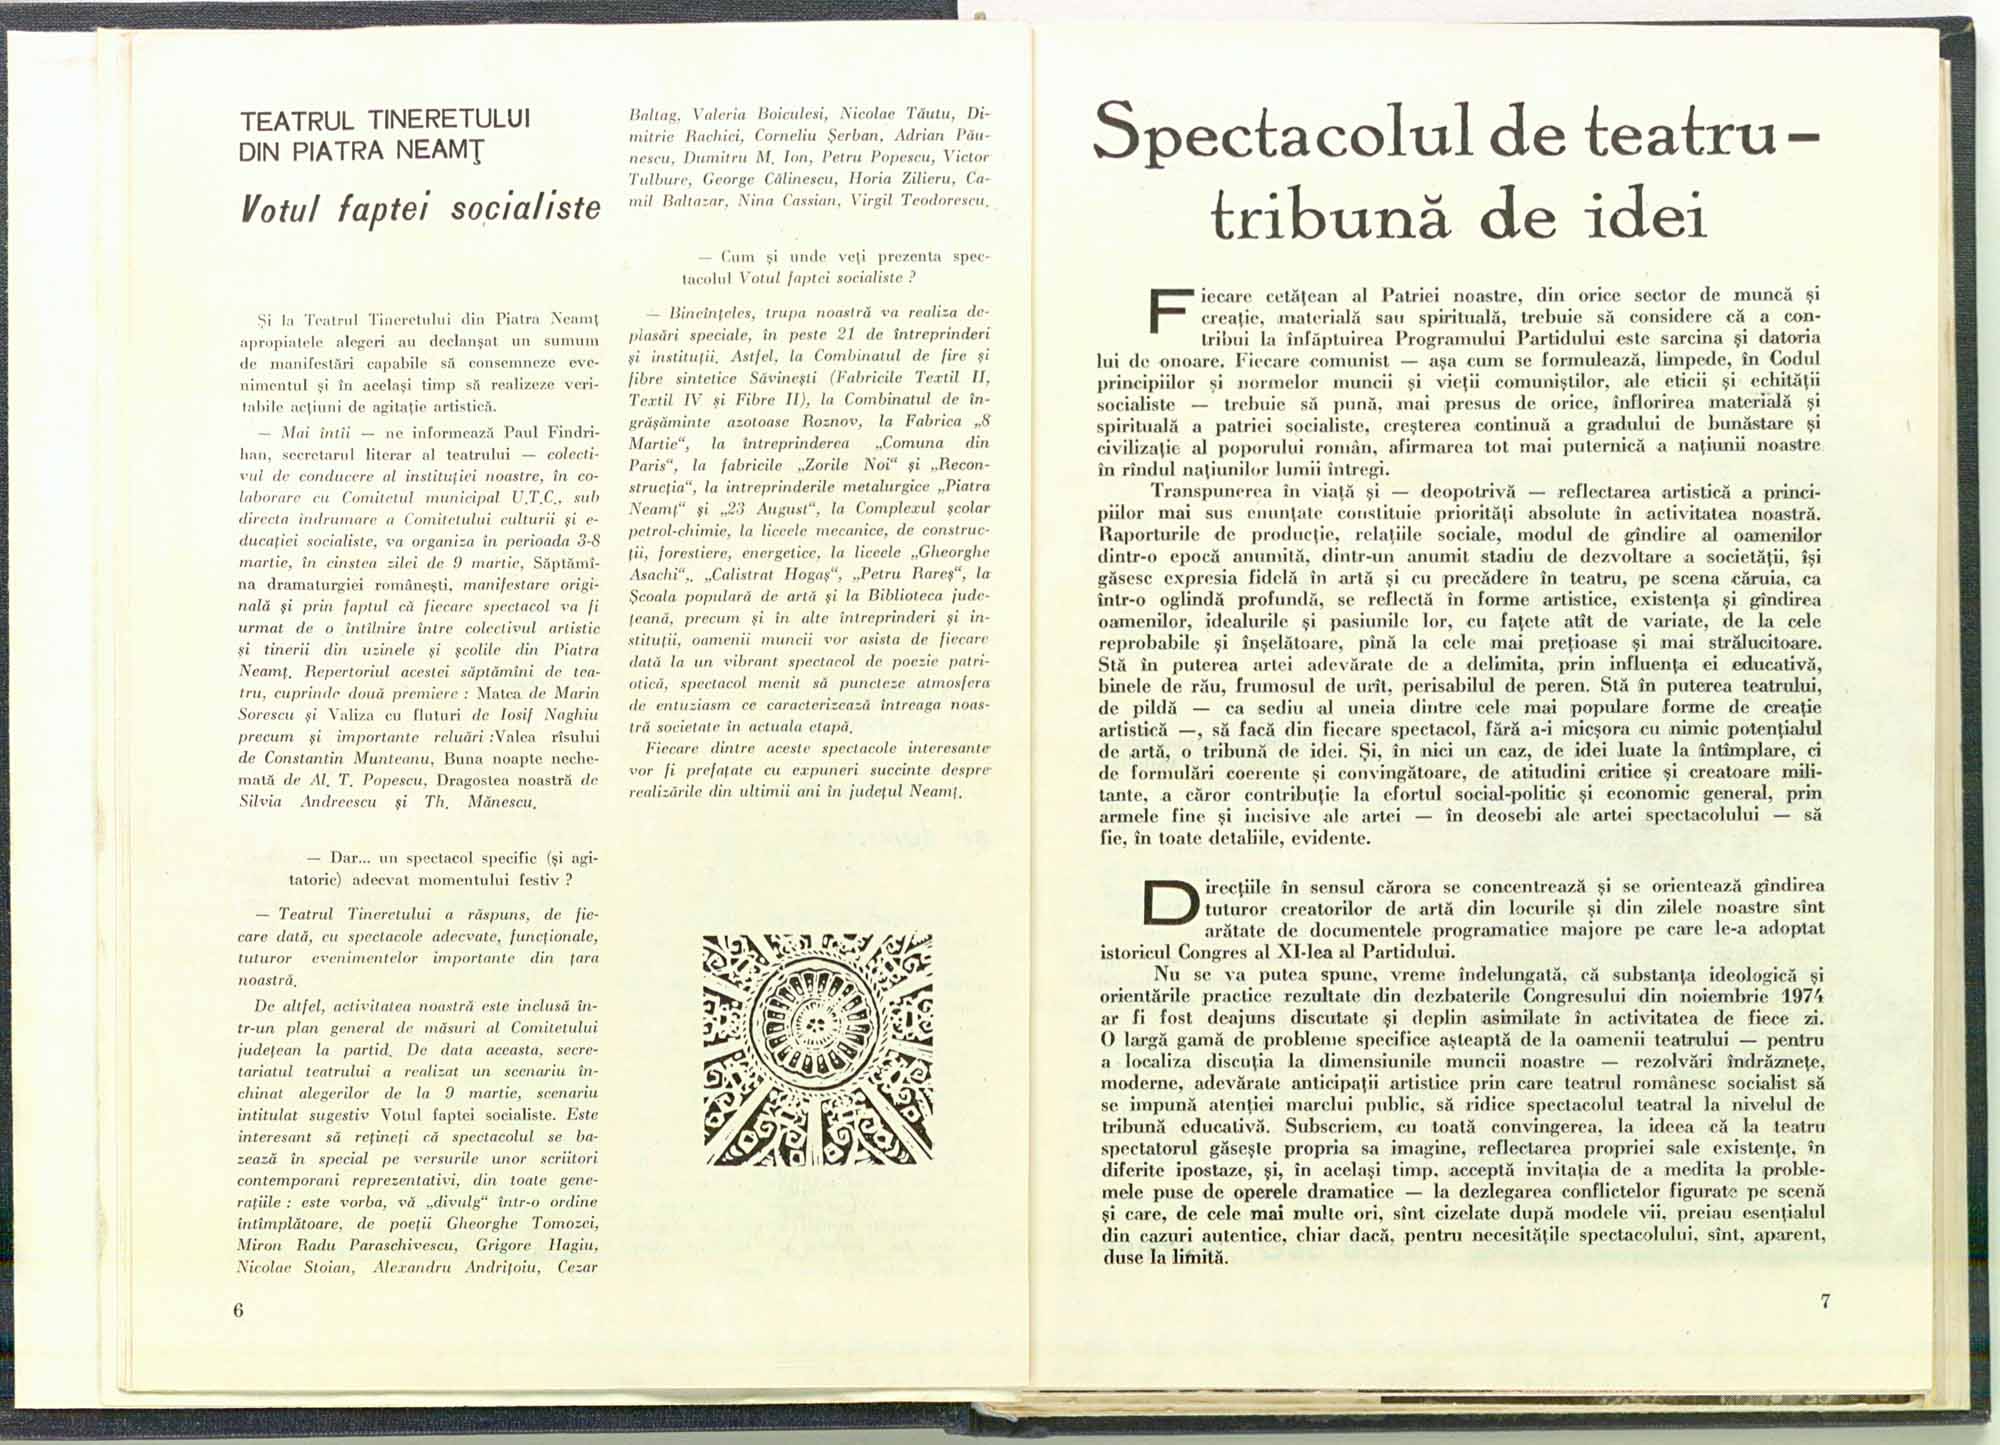 TEATRUL TINERETULUI
DIN PIATRA NEAMŢ
Votul faptei socialiste
Şi la Teatrul Tineretului din Piatra Neamţ
apropiatele alegeri au declanşat un sumum
de manifestări capabile să consemneze eve-
nimentul şi în acelaşi timp să realizeze veri-
tabile acţiuni de agitaţie artistică.
— Mai întîi — ne informează Paul Findri-
han, secretarul literar al teatrului — colecti-
vul de conducere al instituţiei noastre, în co-
laborare cu Comitetul municipal U.T.C., sub
directa îndrumare a Comitetului culturii şi e-
ducaţiei socialiste, va organiza în perioada 3-8
martie, în cinstea zilei de 9 martie, Săptămî-
na dramaturgiei româneşti, manifestare origi-
nală şi prin faptul că fiecare spectacol va fi
urmat de o întîlnire între colectivul artistic
şi tinerii din uzinele şi şcolile din Piatra
Neamţ. Repertoriul acestei săptămîni de tea-
tru, cuprinde două premiere : Matca de Marin
Sorescu şi Valiza cu fluturi de Iosif Naghiu
precum şi importante reluări :Valea rîsului
de Constantin Munteanu, Buna noapte neche-
mată de Al. T. Popescu, Dragostea noastră de
Silvia Andreescu şi Th. Mănescu.
— Dar... un spectacol specific (şi agi-
tatoric) adecvat momentului festiv ?
— Teatrul Tineretului a răspuns, de fie-
care dată, cu spectacole adecvate, funcţionale,
tuturor evenimentelor importante din ţara
noastră.
De altfel, activitatea noastră este inclusă în-
tr-un plan general de măsuri al Comitetului
judeţean la partid. De data aceasta, secre-
tariatul teatrului a realizat un scenariu în-
chinat alegerilor de la 9 martie, scenariu
intitulat sugestiv Votul faptei socialiste. Este
interesant să reţineţi că spectacolul se ba-
zează în special pe versurile unor scriitori
contemporani reprezentativi, din toate gene-
raţiile : este vorba, vă „divulg“ într-o ordine
întîmplătoare, de poeţii Gheorghe Tomozei,
Miron Radu Paraschivescu, Grigore Hagiu,
Nicolae Stoian, Alexandru Andriţoiu, Cezar
6
Baltag, Valeria Boiculesi, Nicolae Tăutu, Di-
mitrie Rachici, Corneliu Şerban, Adrian Pău-
nescu, Dumitru M. Ion, Petru Popescu, Victor
Tulbure, George Călinescu, Horia Zilieru, Ca-
mil Baltazar, Nina Cassian, Virgil Teodorescu.
— Cum şi unde veţi prezenta spec-
tacolul Votul faptei socialiste ?
— Bineînţeles, trupa noastră va realiza de-
plasări speciale, în peste 21 de întreprinderi
şi instituţii. Astfel, la Combinatul de fire şi
fibre sintetice Săvineşti (Fabricile Textil II,
Textil IV şi Fibre II), la Combinatul de în-
grăşăminte azotoase Roznov, la Fabrica „8
Martie“, la întreprinderea „Comuna din
Paris“, la fabricile „Zorile Noi“ şi „Recon-
strucţia“, la intreprinderile metalurgice „Piatra
Neamţ“ şi „23 August“, la Complexul şcolar
petrol-chimie, la liceele mecanice, de construc-
ţii, forestiere, energetice, la liceele „Gheorghe
Asachi“,. „Calistrat Hogaş“, „Petru Rareş“, la
Şcoala populară de artă şi la Biblioteca jude-
ţeană, precum şi în alte întreprinderi şi in-
stituţii, oamenii muncii vor asista de fiecare
dată la un vibrant spectacol de poezie patri-
otică, spectacol menit să puncteze atmosfera
de entuziasm ce caracterizează întreaga noas-
tră societate în actuala etapă.
Fiecare dintre aceste spectacole interesante
vor fi prefaţate cu expuneri succinte despre
realizările din ultimii ani în judeţul Neamţ.
Spectacolul de teatru –
tribună de idei
Fiecare cetăţean al Patriei noastre, din orice sector de muncă şi
creaţie, materială sau spirituală, trebuie să considere că a con-
tribui la înfăptuirea Programului Partidului este sarcina şi datoria
lui de onoare. Fiecare comunist — aşa cum se formulează, limpede, în Codul
principiilor şi normelor muncii şi vieţii comuniştilor, ale eticii şi echităţii
socialiste — trebuie să pună, mai presus de orice, înflorirea materială şi
spirituală a patriei socialiste, creşterea continuă a gradului de bunăstare şi
civilizaţie al poporului român, afirmarea tot mai puternică a naţiunii noastre
în rîndul naţiunilor lumii întregi.
Transpunerea în viaţă şi — deopotrivă — reflectarea artistică a princi-
piilor mai sus enunţate constituie priorităţi absolute în activitatea noastră.
Raporturile de producţie, relaţiile sociale, modul de gîndire al oamenilor
dintr-o epocă anumită, dintr-un anumit stadiu de dezvoltare a societăţii, îşi
găsesc expresia fidelă în artă şi cu precădere în teatru, pe scena căruia, ca
într-o oglindă profundă, se reflectă în forme artistice, existenţa şi gîndirea
oamenilor, idealurile şi pasiunile lor, cu faţete atît de variate, de la cele
reprobabile şi înşelătoare, pînă la cele mai preţioase şi mai strălucitoare.
Stă în puterea artei adevărate de a delimita, prin influenţa ei educativă,
binele de rău, frumosul de urît, perisabilul de peren. Stă în puterea teatrului,
de pildă — ca sediu al uneia dintre cele mai populare forme de creaţie
artistică —, să facă din fiecare spectacol, fără a-i micşora cu nimic potenţialul
de artă, o tribună de idei. Şi, în nici un caz, de idei luate la întîmplare, ci
de formulări coerente şi convingătoare, de atitudini critice şi creatoare mili-
tante, a căror contribuţie la efortul social-politic şi economic general, prin
armele fine şi incisive ale artei — în deosebi ale artei spectacolului — să
fie, în toate detaliile, evidente.
Direcţiile în sensul cărora se concentrează şi se orientează gîndirea
tuturor creatorilor de artă din locurile şi din zilele noastre sînt
arătate de documentele programatice majore pe care le-a adoptat
istoricul Congres al XI-lea al Partidului.
Nu se va putea spune, vreme îndelungată, că substanţa ideologică şi
orientările practice rezultate din dezbaterile Congresului din noiembrie 1974
ar fi fost deajuns discutate şi deplin asimilate în activitatea de fiece zi.
O largă gamă de probleme specifice aşteaptă de la oamenii teatrului — pentru
a localiza discuţia la dimensiunile muncii noastre — rezolvări îndrăzneţe,
moderne, adevărate anticipaţii artistice prin care teatrul românesc socialist să
se impună atenţiei marelui public, să ridice spectacolul teatral la nivelul de
tribună educativă. Subscriem, cu toată convingerea, la ideea că la teatru
spectatorul găseşte propria sa imagine, reflectarea propriei sale existenţe, în
diferite ipostaze, şi, în acelaşi timp, acceptă invitaţia de a medita la proble-
mele puse de operele dramatice — la dezlegarea conflictelor figurate pe scenă
şi care, de cele mai multe ori, sînt cizelate după modele vii, preiau esenţialul
din cazuri autentice, chiar dacă, pentru necesităţile spectacolului, sînt, aparent,
duse la limită.
7